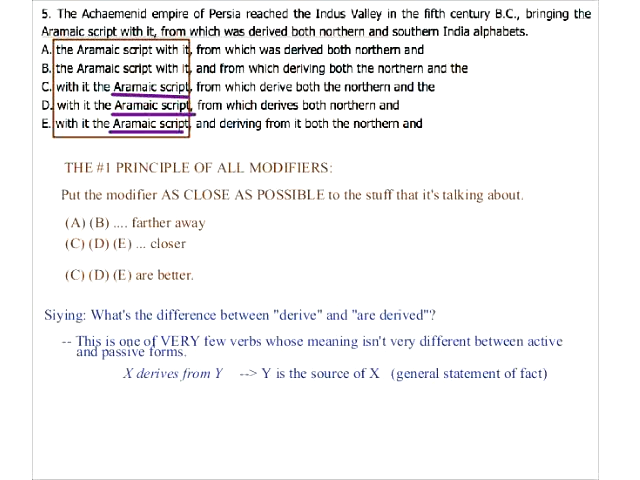 5. The Achaemenid empire of Persia reached the Indus Valley in the fifth century B.C., bringing the
Aramaic script with it, from which was derived both northern and southern India alphabets.
A. the Aramaic script with it, from which was derived both northern and
B. the Aramaic script with it, and from which deriving both the northern and the
C. with it the Aramaic script, from which derive both the northern and the
D. with it the Aramaic script, from which derives both northern and
E. with it the Aramaic script, and deriving from it both the northern and
THE #1 PRINCIPLE OF ALL MODIFIERS:
Put the modifier AS CLOSE AS POSSIBLE to the stuff that it's talking about.
(A) (B) .... farther away
(C) (D) (E) ... closer
(C) (D) (E) are better.
Siying: What's the difference between "derive" and "are derived"?
-- This is one of VERY few verbs whose meaning isn't very different between active
and passive forms.
X derives from Y --> Y is the source of X (general statement of fact)